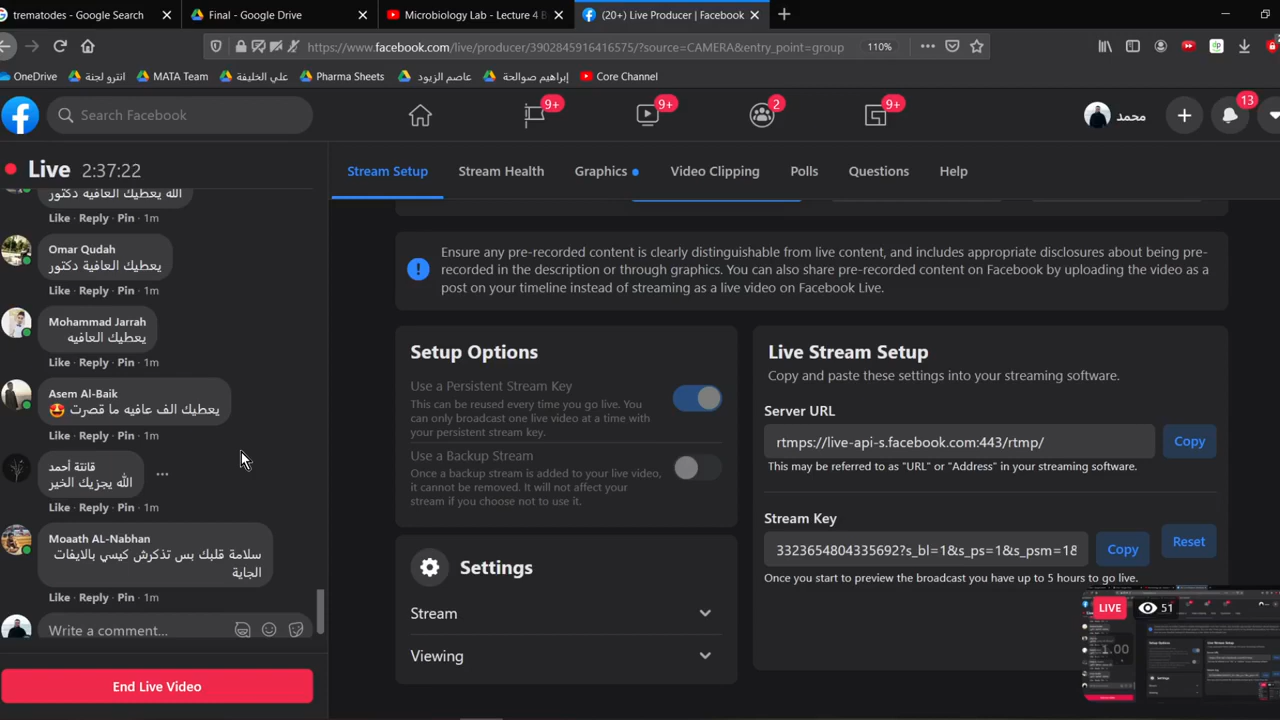 trematodes - Google Search
Final - Google Drive
Microbiology Lab - Lecture 4 B
(20+) Live Producer | Facebook
https://www.facebook.com/live/producer/3902845916416575/?source=CAMERA&entry_point=group
110%
OneDrive
انترو لجنة
MATA Team
علي الخليفة
Pharma Sheets
عاصم الزيود
إبراهيم صوالحة
Core Channel
Search Facebook
9+
9+
2
9+
محمد
13
Live 2:37:22
Stream Setup
Stream Health
Graphics
Video Clipping
Polls
Questions
Help
الله يعطيك العافية دكتور
Like · Reply · Pin · 1m
Omar Qudah
يعطيك العافية دكتور
Like · Reply · Pin · 1m
Mohammad Jarrah
يعطيك العافيه
Like · Reply · Pin · 1m
Asem Al-Baik
يعطيك الف عافيه ما قصرت 😍
Like · Reply · Pin · 1m
قانتة أحمد
الله يجزيك الخير
Like · Reply · Pin · 1m
Moaath AL-Nabhan
سلامة قلبك بس تذكرش كيسي بالايفات
الجاية
Like · Reply · Pin · 1m
Write a comment...
End Live Video
Ensure any pre-recorded content is clearly distinguishable from live content, and includes appropriate disclosures about being pre-
recorded in the description or through graphics. You can also share pre-recorded content on Facebook by uploading the video as a
post on your timeline instead of streaming as a live video on Facebook Live.
Setup Options
Use a Persistent Stream Key
This can be reused every time you go live. You
can only broadcast one live video at a time with
your persistent stream key.
Use a Backup Stream
Once a backup stream is added to your live video,
it cannot be removed. It will not affect your
stream if you choose not to use it.
Settings
Stream
Viewing
Live Stream Setup
Copy and paste these settings into your streaming software.
Server URL
rtmps://live-api-s.facebook.com:443/rtmp/
Copy
This may be referred to as "URL" or "Address" in your streaming software.
Stream Key
3323654804335692?s_bl=1&s_ps=1&s_psm=1&
Copy
Reset
Once you start to preview the broadcast you have up to 5 hours to go live.
LIVE
51
1.00